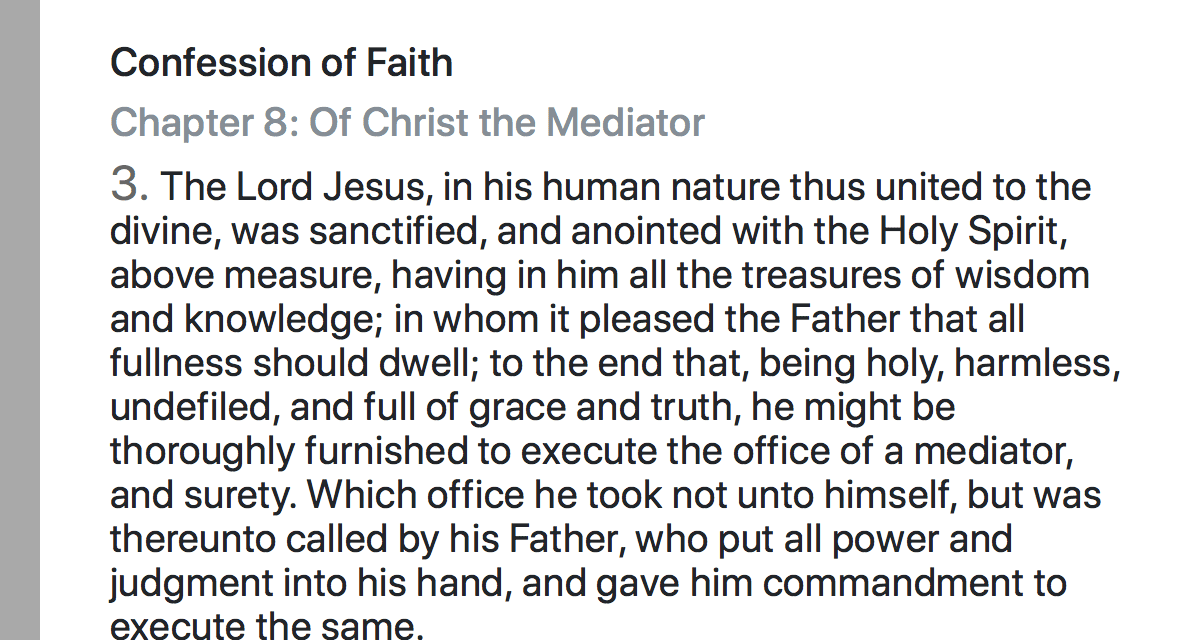 Confession of Faith
Chapter 8: Of Christ the Mediator
3. The Lord Jesus, in his human nature thus united to the
divine, was sanctified, and anointed with the Holy Spirit,
above measure, having in him all the treasures of wisdom
and knowledge; in whom it pleased the Father that all
fullness should dwell; to the end that, being holy, harmless,
undefiled, and full of grace and truth, he might be
thoroughly furnished to execute the office of a mediator,
and surety. Which office he took not unto himself, but was
thereunto called by his Father, who put all power and
judgment into his hand, and gave him commandment to
execute the same.